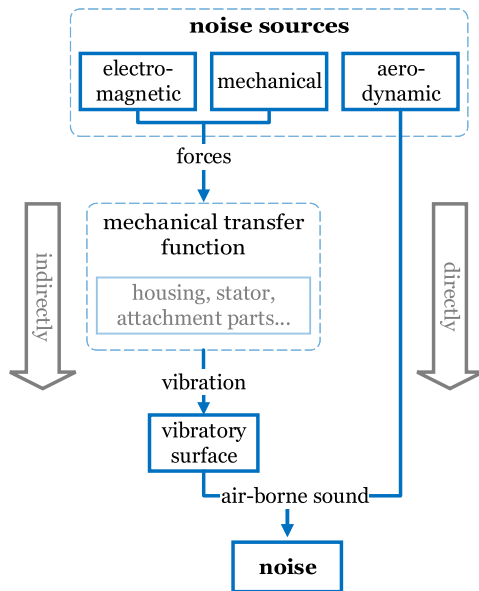 noise sources
electro-
magnetic
mechanical
aero-
dynamic
forces
mechanical transfer
function
housing, stator,
attachment parts...
indirectly
directly
vibration
vibratory
surface
air-borne sound
noise